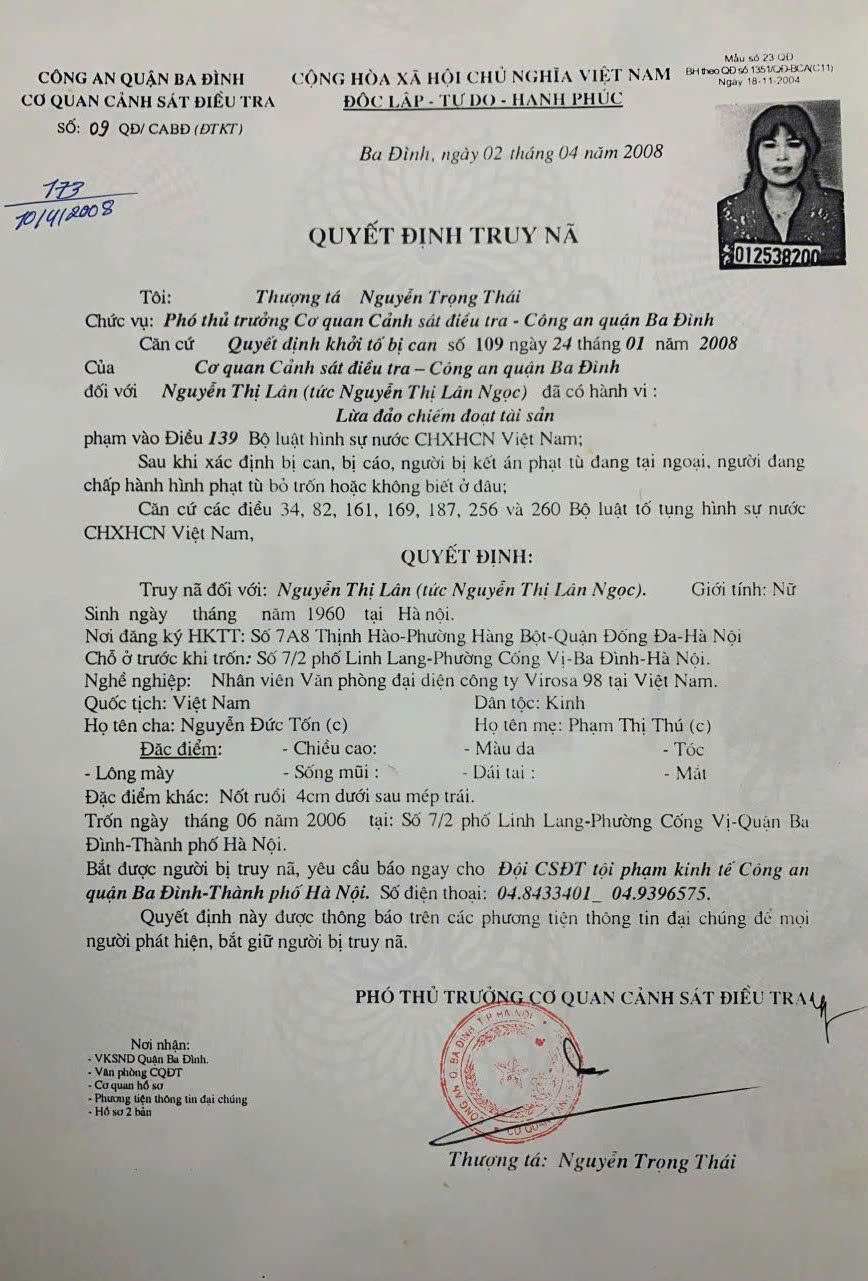 Mẫu số 23 QĐ
BH theo QĐ số 1351/QĐ-BCA(C11)
Ngày 18-11-2004
CÔNG AN QUẬN BA ĐÌNH
CƠ QUAN CẢNH SÁT ĐIỀU TRA
SỐ: 09 QĐ/ CABĐ (ĐTKT)
CỘNG HÒA XÃ HỘI CHỦ NGHĨA VIỆT NAM
ĐỘC LẬP - TỰ DO - HẠNH PHÚC
Ba Đình, ngày 02 tháng 04 năm 2008
173
10/4/2008
012538200
QUYẾT ĐỊNH TRUY NÃ
Tôi: Thượng tá Nguyễn Trọng Thái
Chức vụ: Phó thủ trưởng Cơ quan Cảnh sát điều tra - Công an quận Ba Đình
Căn cứ Quyết định khởi tố bị can số 109 ngày 24 tháng 01 năm 2008
Của Cơ quan Cảnh sát điều tra – Công an quận Ba Đình
đối với Nguyễn Thị Lân (tức Nguyễn Thị Lân Ngọc) đã có hành vi :
Lừa đảo chiếm đoạt tài sản
phạm vào Điều 139 Bộ luật hình sự nước CHXHCN Việt Nam;
Sau khi xác định bị can, bị cáo, người bị kết án phạt tù đang tại ngoại, người đang
chấp hành hình phạt tù bỏ trốn hoặc không biết ở đâu;
Căn cứ các điều 34, 82, 161, 169, 187, 256 và 260 Bộ luật tố tụng hình sự nước
CHXHCN Việt Nam,
QUYẾT ĐỊNH:
Truy nã đối với: Nguyễn Thị Lân (tức Nguyễn Thị Lân Ngọc). Giới tính: Nữ
Sinh ngày tháng năm 1960 tại Hà nội.
Nơi đăng ký HKTT: Số 7A8 Thịnh Hào-Phường Hàng Bột-Quận Đống Đa-Hà Nội
Chỗ ở trước khi trốn: Số 7/2 phố Linh Lang-Phường Cống Vị-Ba Đình-Hà Nội.
Nghề nghiệp: Nhân viên Văn phòng đại diện công ty Virosa 98 tại Việt Nam.
Quốc tịch: Việt Nam Dân tộc: Kinh
Họ tên cha: Nguyễn Đức Tốn (c) Họ tên mẹ: Phạm Thị Thú (c)
Đặc điểm: - Chiều cao: - Màu da - Tóc
- Lông mày - Sống mũi : - Dái tai : - Mắt
Đặc điểm khác: Nốt ruồi 4cm dưới sau mép trái.
Trốn ngày tháng 06 năm 2006 tại: Số 7/2 phố Linh Lang-Phường Cống Vị-Quận Ba
Đình-Thành phố Hà Nội.
Bắt được người bị truy nã, yêu cầu báo ngay cho Đội CSĐT tội phạm kinh tế Công an
quận Ba Đình-Thành phố Hà Nội. Số điện thoại: 04.8433401_ 04.9396575.
Quyết định này được thông báo trên các phương tiện thông tin đại chúng để mọi
người phát hiện, bắt giữ người bị truy nã.
PHÓ THỦ TRƯỞNG CƠ QUAN CẢNH SÁT ĐIỀU TRA
Nơi nhận:
- VKSND Quận Ba Đình.
- Văn phòng CQĐT
- Cơ quan hồ sơ
- Phương tiện thông tin đại chúng
- Hồ sơ 2 bản
CÔNG AN Q. BA ĐÌNH T.P HÀ NỘI
Thượng tá: Nguyễn Trọng Thái